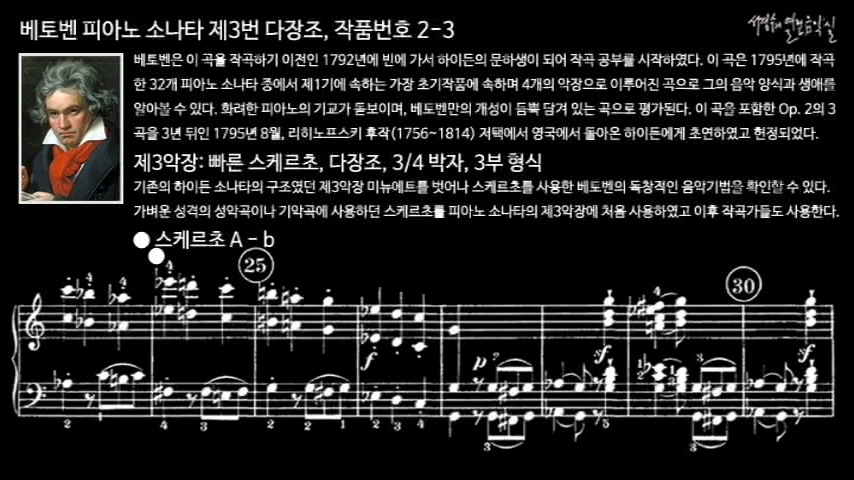 베토벤 피아노 소나타 제3번 다장조, 작품번호 2-3
베토벤은 이 곡을 작곡하기 이전인 1792년에 빈에 가서 하이든의 문하생이 되어 작곡 공부를 시작하였다. 이 곡은 1795년에 작곡
한 32개 피아노 소나타 중에서 제1기에 속하는 가장 초기작품에 속하며 4개의 악장으로 이루어진 곡으로 그의 음악 양식과 생애를
알아볼 수 있다. 화려한 피아노의 기교가 돋보이며, 베토벤만의 개성이 듬뿍 담겨 있는 곡으로 평가된다. 이 곡을 포함한 Op. 2의 3
곡을 3년 뒤인 1795년 8월, 리히노프스키 후작(1756-1814) 저택에서 영국에서 돌아온 하이든에게 초연하였고 헌정되었다.
제3악장: 빠른 스케르초, 다장조, 3/4 박자, 3부 형식
기존의 하이든 소나타의 구조였던 제3악장 미뉴에트를 벗어나 스케르초를 사용한 베토벤의 독창적인 음악기법을 확인할 수 있다.
가벼운 성격의 성악곡이나 기악곡에 사용하던 스케르초를 피아노 소나타의 제3악장에 처음 사용하였고 이후 작곡가들도 사용한다.
스케르초 A - b
25
30
f
p
sf
sf